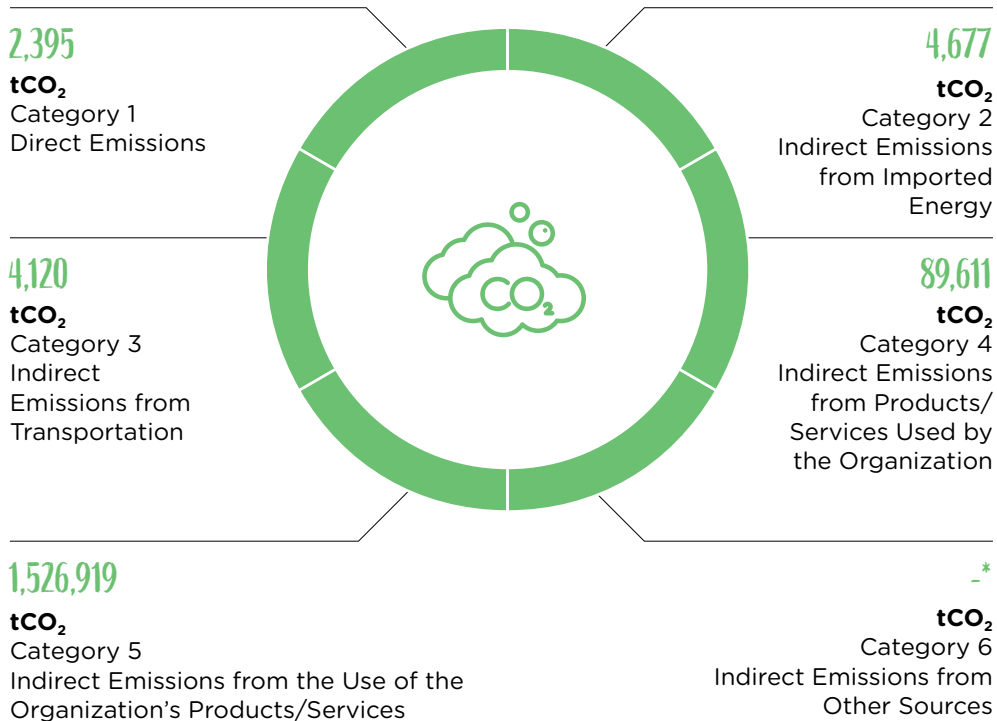 2,395
tCO₂
Category 1
Direct Emissions
4,677
tCO₂
Category 2
Indirect Emissions
from Imported
Energy
4,120
tCO₂
Category 3
Indirect
Emissions from
Transportation
89,611
tCO₂
Category 4
Indirect Emissions
from Products/
Services Used by
the Organization
CO₂
1,526,919
tCO₂
Category 5
Indirect Emissions from the Use of the
Organization’s Products/Services
-*
tCO₂
Category 6
Indirect Emissions from
Other Sources